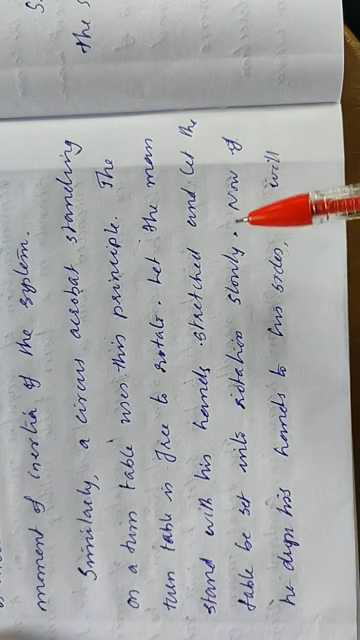 moment of inertia of the system.
Similarly, a circus acrobat standing
on a turn table uses this principle. The
turn table is free to rotate. Let the man
stand with his hands stretched and let the
table be set into rotation slowly. Now if
he drops his hands to his sides, will
the s